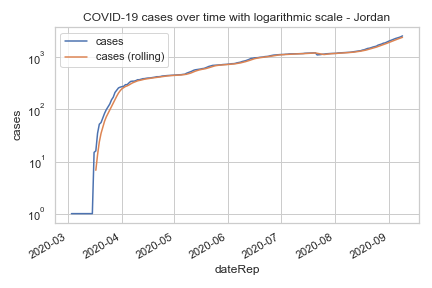 COVID-19 cases over time with logarithmic scale - Jordan
cases
cases (rolling)
10³
10²
10¹
10⁰
cases
2020-03
2020-04
2020-05
2020-06
2020-07
2020-08
2020-09
dateRep